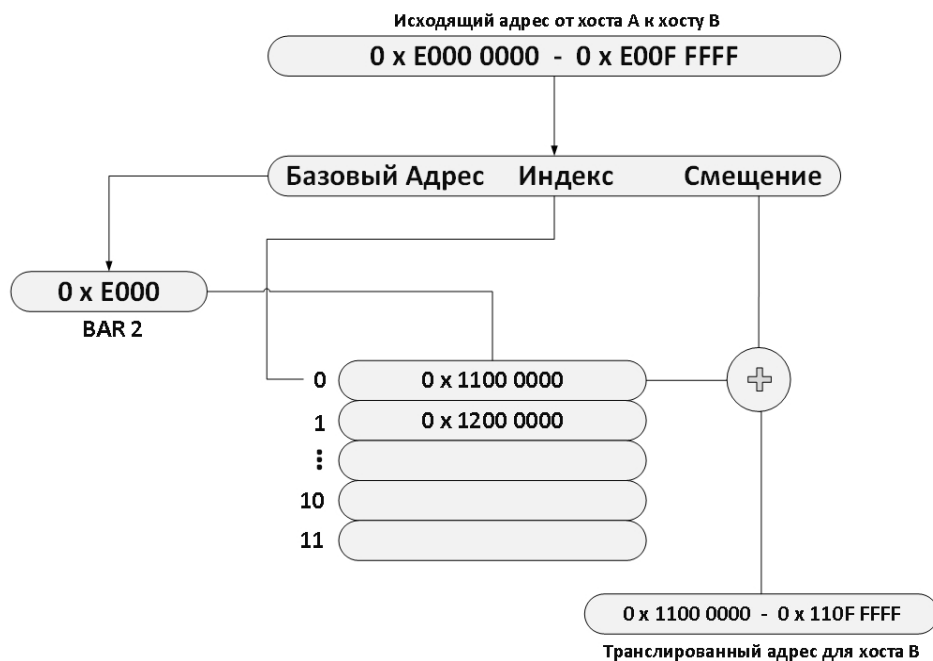 Исходящий адрес от хоста А к хосту В
0 x E000 0000 - 0 x E00F FFFF
Базовый Адрес Индекс Смещение
0 x E000
BAR 2
0 0 x 1100 0000
1 0 x 1200 0000
⋮
10
11
0 x 1100 0000 - 0 x 110F FFFF
Транслированный адрес для хоста В